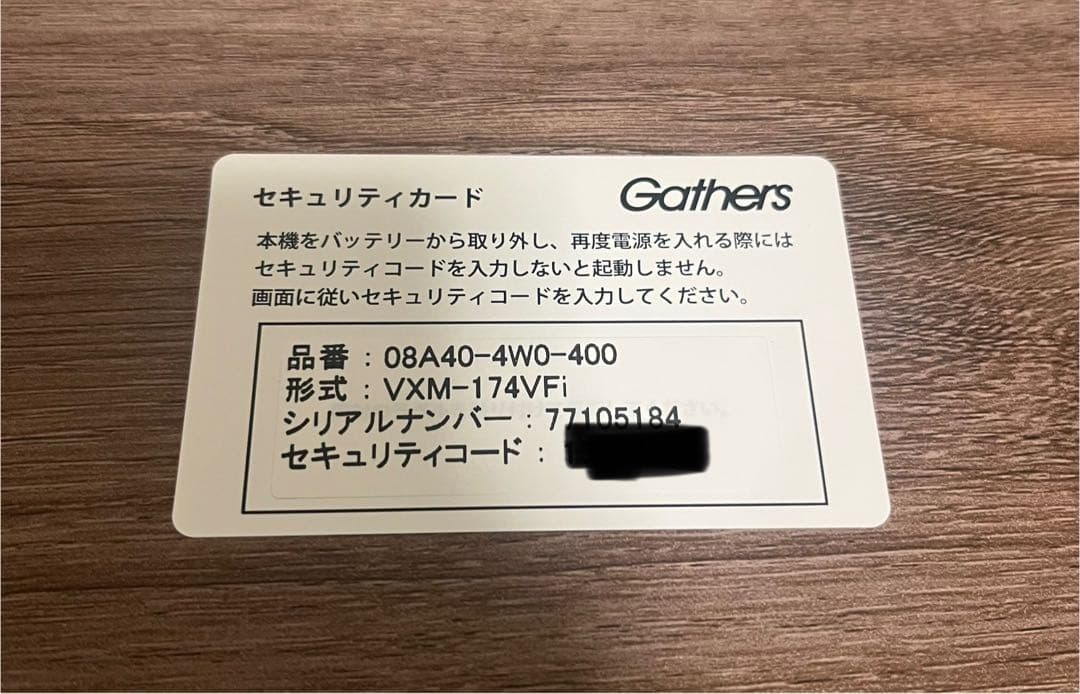 セキュリティカード Gathers
本機をバッテリーから取り外し、再度電源を入れる際には
セキュリティコードを入力しないと起動しません。
画面に従いセキュリティコードを入力してください。
品番：08A40-4W0-400
形式：VXM-174VFi
シリアルナンバー：77105184
セキュリティコード：